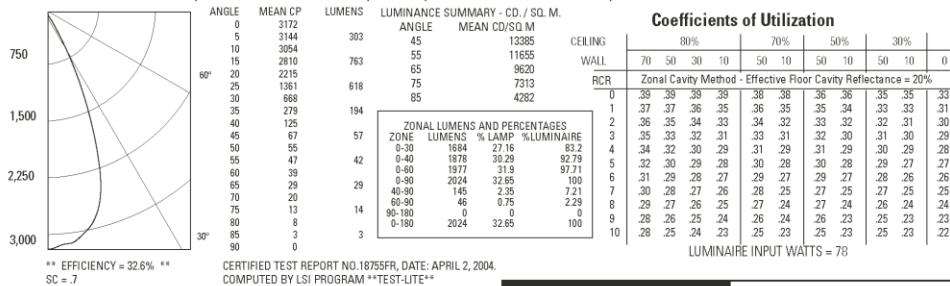 750
1,500
2,250
3,000
60°
30°
** EFFICIENCY = 32.6% **
SC = .7
ANGLE MEAN CP LUMENS
0 3172
5 3144 303
10 3054
15 2810 763
20 2215
25 1361 618
30 668
35 279 194
40 125
45 67 57
50 55
55 47 42
60 39
65 29 29
70 20
75 13 14
80 8
85 3 3
90 0
CERTIFIED TEST REPORT NO.18755FR, DATE: APRIL 2, 2004.
COMPUTED BY LSI PROGRAM **TEST-LITE**
LUMINANCE SUMMARY - CD. / SQ. M.
ANGLE MEAN CD/SQ M
45 13385
55 11655
65 9620
75 7313
85 4282
ZONAL LUMENS AND PERCENTAGES
ZONE LUMENS % LAMP %LUMINAIRE
0-30 1684 27.16 83.2
0-40 1878 30.29 92.79
0-60 1977 31.9 97.71
0-90 2024 32.65 100
40-90 145 2.35 7.21
60-90 46 0.75 2.29
90-180 0 0 0
0-180 2024 32.65 100
Coefficients of Utilization
CEILING 80% 70% 50% 30%
WALL 70 50 30 10 50 10 50 10 50 10 0
RCR Zonal Cavity Method - Effective Floor Cavity Reflectance = 20%
0 .39 .39 .39 .39 .38 .38 .36 .36 .35 .35 .33
1 .37 .37 .36 .35 .36 .35 .35 .34 .33 .33 .31
2 .36 .35 .34 .33 .34 .32 .33 .32 .32 .31 .30
3 .35 .33 .32 .31 .33 .31 .32 .30 .31 .30 .29
4 .34 .32 .30 .29 .31 .29 .31 .29 .30 .29 .28
5 .32 .30 .29 .28 .30 .28 .30 .28 .29 .27 .27
6 .31 .29 .28 .27 .29 .27 .29 .27 .28 .26 .26
7 .30 .28 .27 .26 .28 .25 .27 .25 .27 .25 .25
8 .29 .27 .26 .25 .27 .24 .27 .24 .26 .24 .24
9 .28 .26 .25 .24 .26 .24 .26 .23 .25 .23 .23
10 .28 .25 .24 .23 .25 .23 .25 .23 .25 .23 .22
LUMINAIRE INPUT WATTS = 78